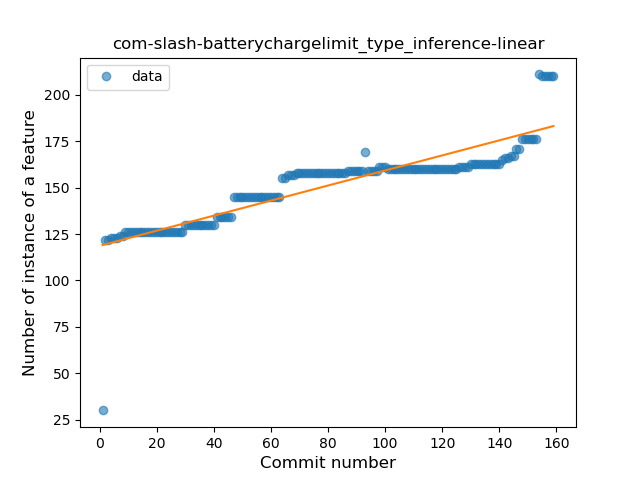 com-slash-batterychargelimit_type_inference-linear
data
Number of instance of a feature
200
175
150
125
100
75
50
25
0 20 40 60 80 100 120 140 160
Commit number